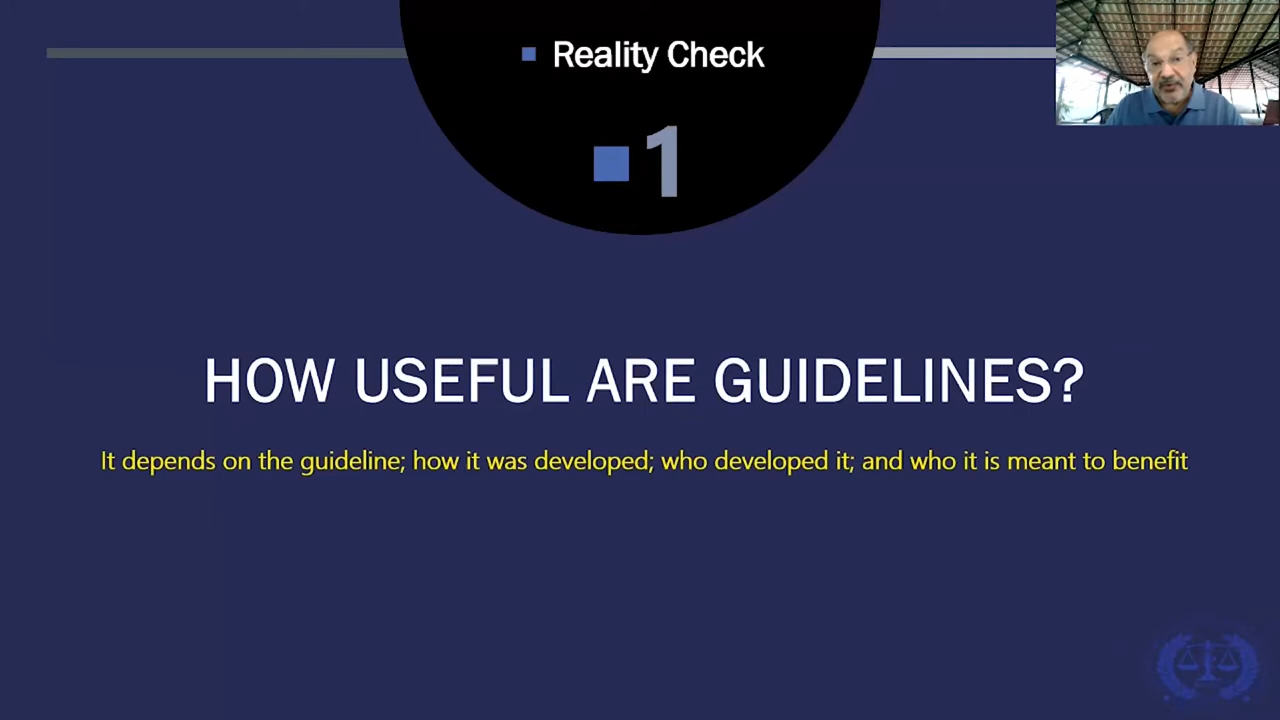 Reality Check
1
HOW USEFUL ARE GUIDELINES?
It depends on the guideline; how it was developed; who developed it; and who it is meant to benefit